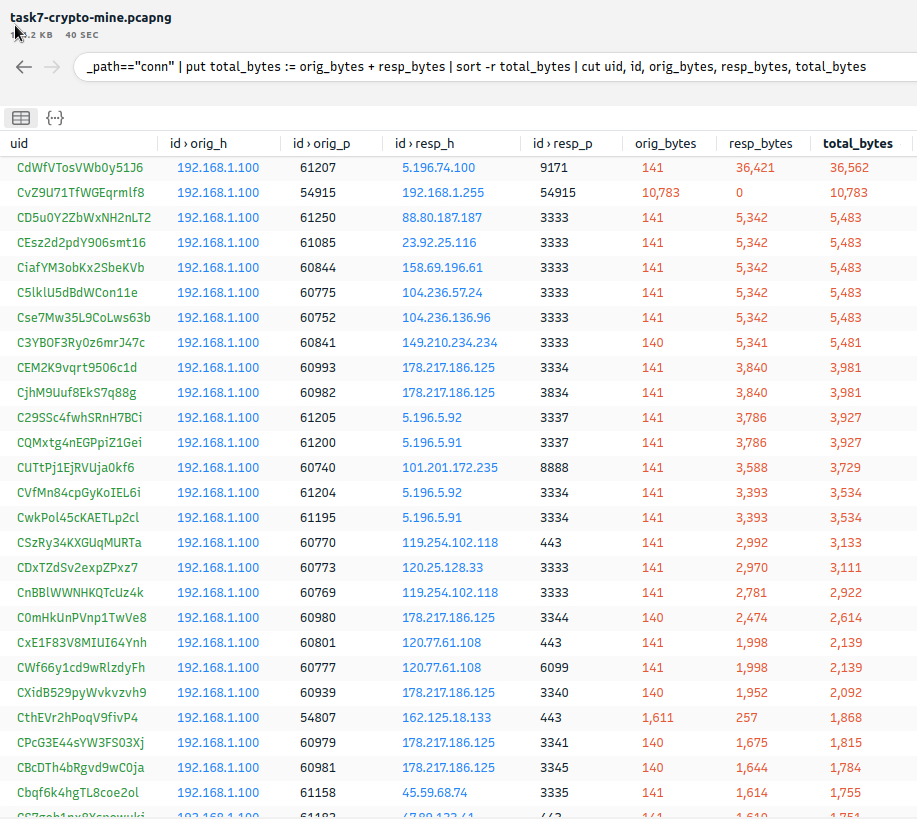 task7-crypto-mine.pcapng
.2 KB 40 SEC
_path=="conn" | put total_bytes := orig_bytes + resp_bytes | sort -r total_bytes | cut uid, id, orig_bytes, resp_bytes, total_bytes
{···}
uid id › orig_h id › orig_p id › resp_h id › resp_p orig_bytes resp_bytes total_bytes
CdWfVTosVWb0y51J6 192.168.1.100 61207 5.196.74.100 9171 141 36,421 36,562
CvZ9U71TfWGEqrmlf8 192.168.1.100 54915 192.168.1.255 54915 10,783 0 10,783
CD5u0Y2ZbWxNH2nLT2 192.168.1.100 61250 88.80.187.187 3333 141 5,342 5,483
CEsz2d2pdY906smt16 192.168.1.100 61085 23.92.25.116 3333 141 5,342 5,483
CiafYM3obKx2SbeKVb 192.168.1.100 60844 158.69.196.61 3333 141 5,342 5,483
C5lklU5dBdWCon11e 192.168.1.100 60775 104.236.57.24 3333 141 5,342 5,483
Cse7Mw35L9CoLws63b 192.168.1.100 60752 104.236.136.96 3333 141 5,342 5,483
C3YBOF3Ry0z6mrJ47c 192.168.1.100 60841 149.210.234.234 3333 140 5,341 5,481
CEM2K9vqrt9506c1d 192.168.1.100 60993 178.217.186.125 3334 141 3,840 3,981
CjhM9Uuf8EkS7q88g 192.168.1.100 60982 178.217.186.125 3834 141 3,840 3,981
C29SSc4fwhSRnH7BCi 192.168.1.100 61205 5.196.5.92 3337 141 3,786 3,927
CQMxtg4nEGPpiZ1Gei 192.168.1.100 61200 5.196.5.91 3337 141 3,786 3,927
CUTtPj1EjRVUja0kf6 192.168.1.100 60740 101.201.172.235 8888 141 3,588 3,729
CVfMn84cpGyKoIEL6i 192.168.1.100 61204 5.196.5.92 3334 141 3,393 3,534
CwkPol45cKAETLp2cl 192.168.1.100 61195 5.196.5.91 3334 141 3,393 3,534
CSzRy34KXGUqMURTa 192.168.1.100 60770 119.254.102.118 443 141 2,992 3,133
CDxTZdSv2expZPxz7 192.168.1.100 60773 120.25.128.33 3333 141 2,970 3,111
CnBBlWWNHKQTcUz4k 192.168.1.100 60769 119.254.102.118 3333 141 2,781 2,922
C0mHkUnPVnp1TwVe8 192.168.1.100 60980 178.217.186.125 3344 140 2,474 2,614
CxE1F83V8MIUI64Ynh 192.168.1.100 60801 120.77.61.108 443 141 1,998 2,139
CWf66y1cd9wRlzdyFh 192.168.1.100 60777 120.77.61.108 6099 141 1,998 2,139
CXidB529pyWvkvzvh9 192.168.1.100 60939 178.217.186.125 3340 140 1,952 2,092
CthEVr2hPoqV9fivP4 192.168.1.100 54807 162.125.18.133 443 1,611 257 1,868
CPcG3E44sYW3FS03Xj 192.168.1.100 60979 178.217.186.125 3341 140 1,675 1,815
CBcDTh4bRgvd9wC0ja 192.168.1.100 60981 178.217.186.125 3345 140 1,644 1,784
Cbqf6k4hgTL8coe2ol 192.168.1.100 61158 45.59.68.74 3335 141 1,614 1,755